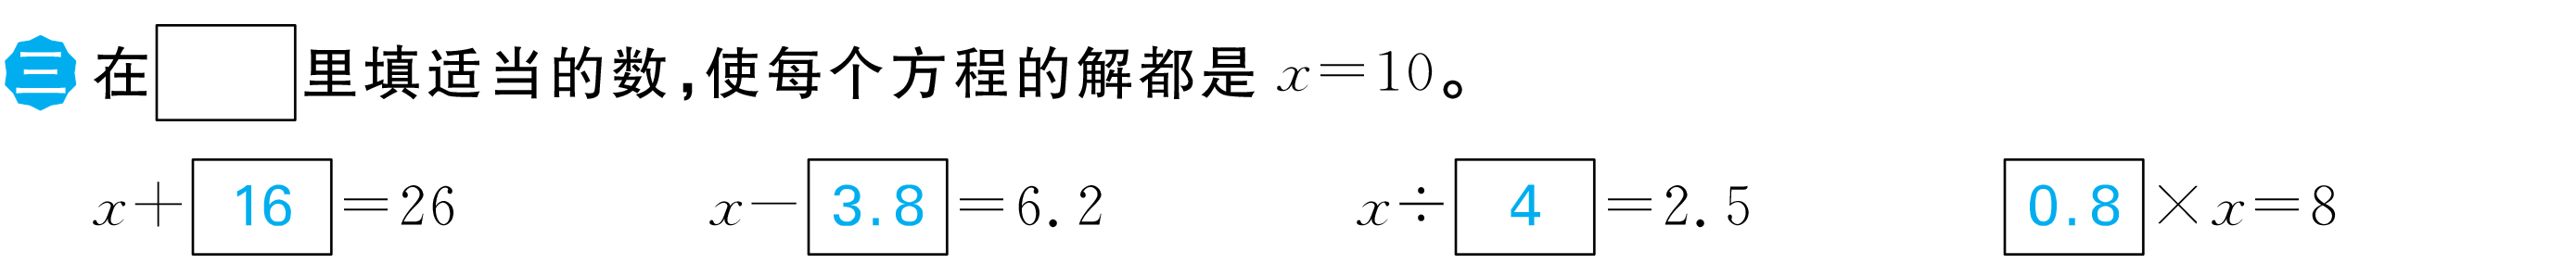 三 在□里填适当的数,使每个方程的解都是 x=10。
x+16=26 x-3.8=6.2 x÷4=2.5 0.8×x=8